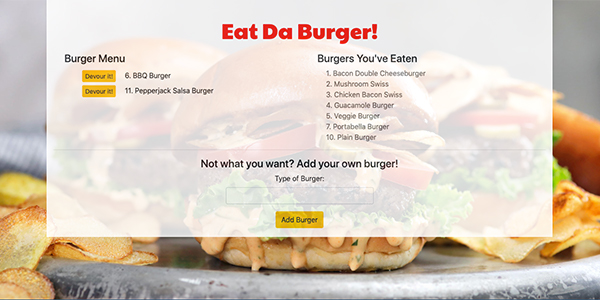 Eat Da Burger!
Burger Menu
Devour it! 6. BBQ Burger
Devour it! 11. Pepperjack Salsa Burger
Burgers You've Eaten
1. Bacon Double Cheeseburger
2. Mushroom Swiss
3. Chicken Bacon Swiss
4. Guacamole Burger
5. Veggie Burger
7. Portabella Burger
10. Plain Burger
Not what you want? Add your own burger!
Type of Burger:
Add Burger